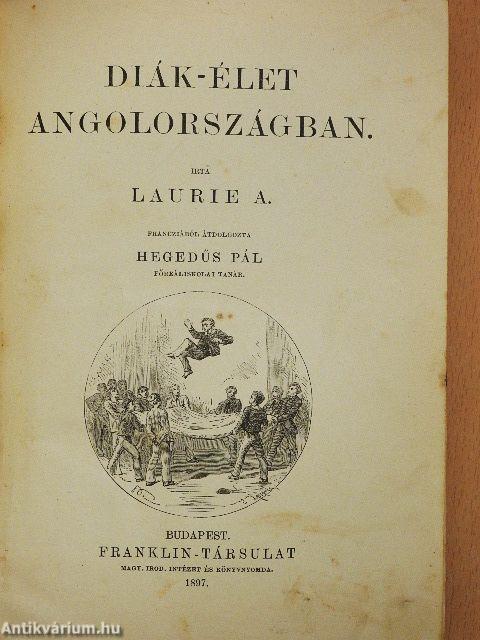 DIÁK-ÉLET
ANGOLORSZÁGBAN.
IRTA
LAURIE A.
FRANCZIÁBÓL ÁTDOLGOZTA
HEGEDŰS PÁL
FŐREÁLISKOLAI TANÁR.
BUDAPEST.
FRANKLIN-TÁRSULAT
MAGY. IROD. INTÉZET ÉS KÖNYVNYOMDA.
1897.
Antikvárium.hu